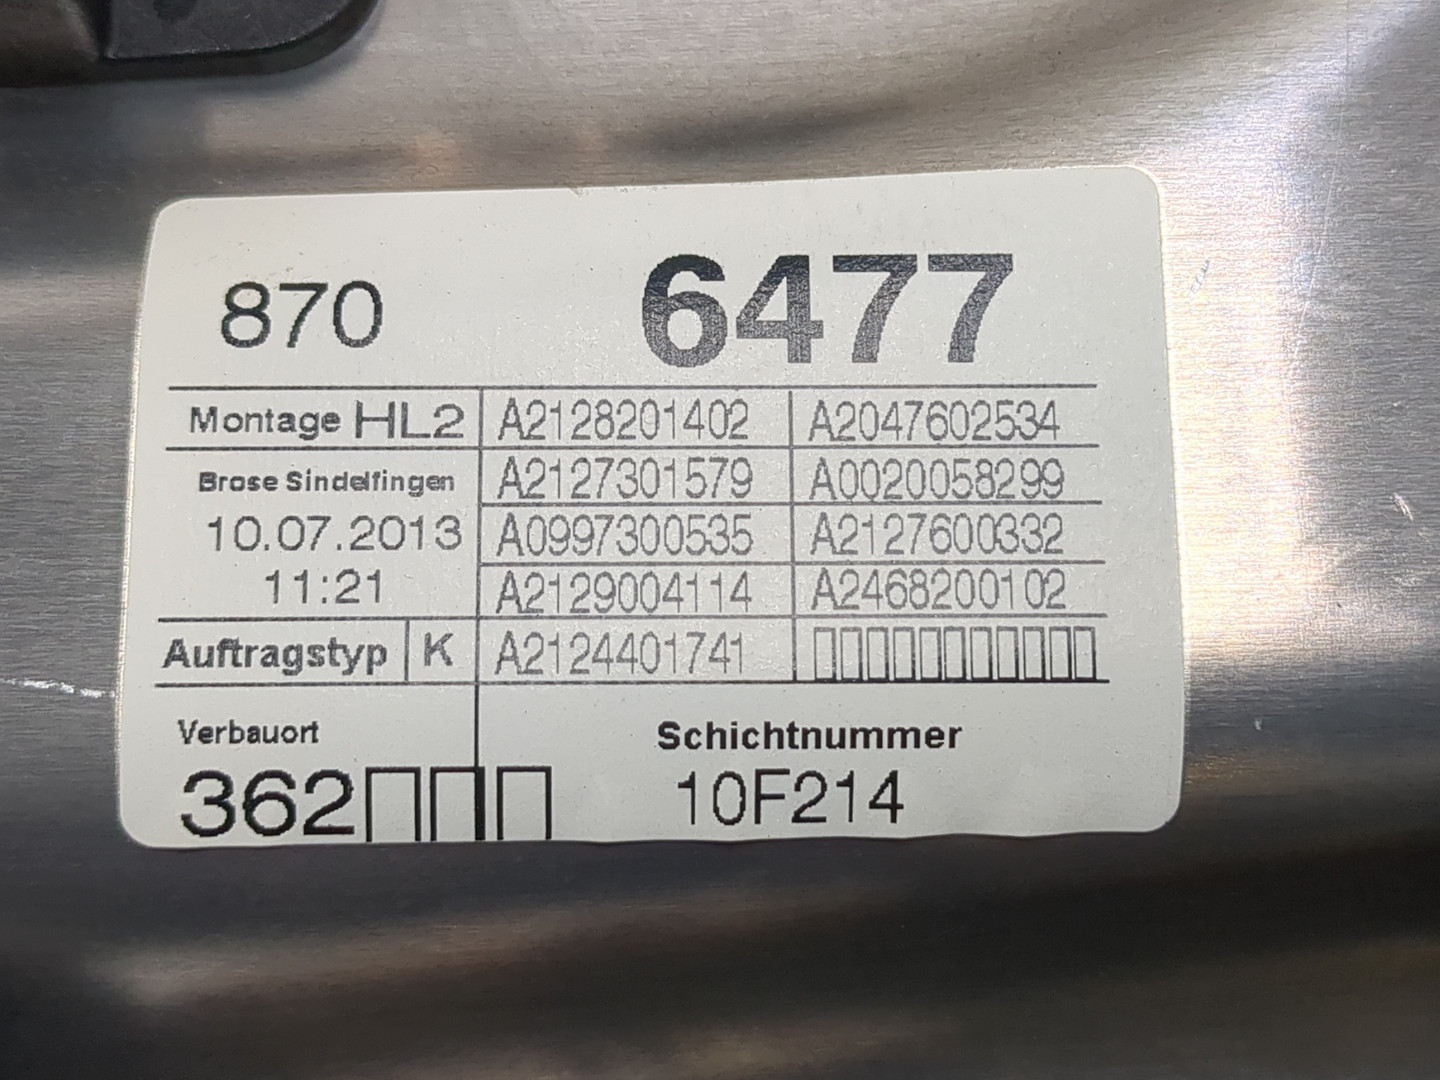 870 6477
Montage HL2 A2128201402 A2047602534
Brose Sindelfingen A2127301579 A0020058299
10.07.2013 A0997300535 A2127600332
11:21 A2129004114 A2468200102
Auftragstyp K A2124401741 ▯▯▯▯▯▯▯▯▯▯▯
Verbauort Schichtnummer
362▯▯▯ 10F214